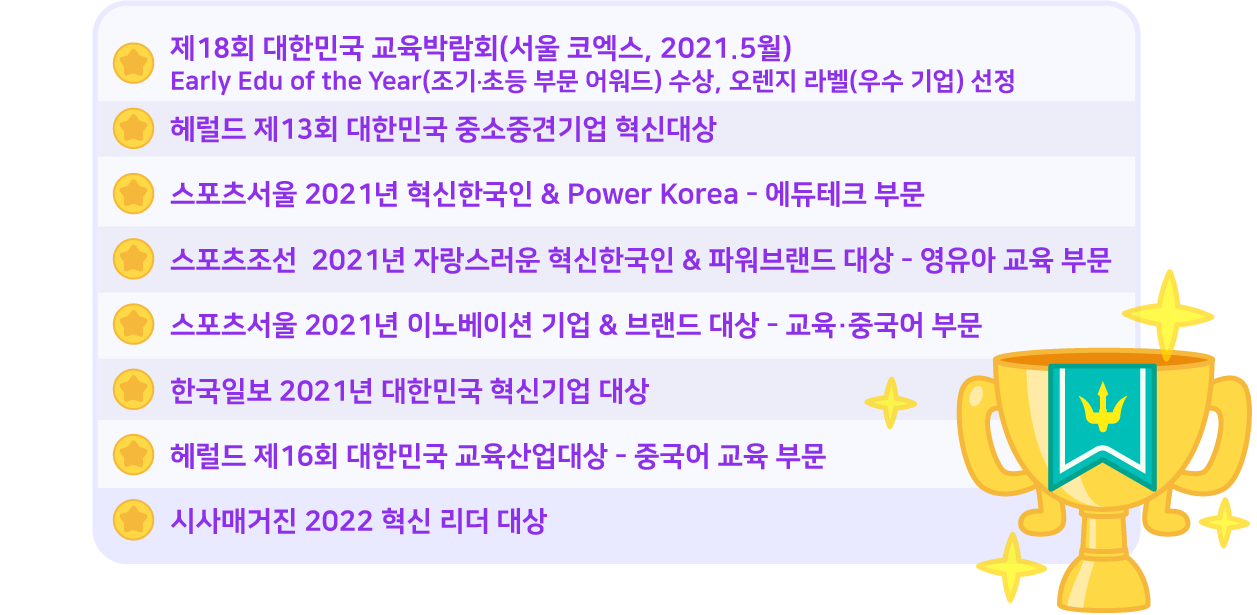 제18회 대한민국 교육박람회(서울 코엑스, 2021.5월)
Early Edu of the Year(조기·초등 부문 어워드) 수상, 오렌지 라벨(우수 기업) 선정
헤럴드 제13회 대한민국 중소중견기업 혁신대상
스포츠서울 2021년 혁신한국인 & Power Korea - 에듀테크 부문
스포츠조선 2021년 자랑스러운 혁신한국인 & 파워브랜드 대상 - 영유아 교육 부문
스포츠서울 2021년 이노베이션 기업 & 브랜드 대상 - 교육·중국어 부문
한국일보 2021년 대한민국 혁신기업 대상
헤럴드 제16회 대한민국 교육산업대상 - 중국어 교육 부문
시사매거진 2022 혁신 리더 대상